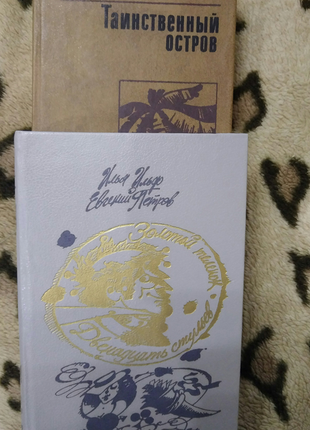 Таинственный
остров
Илья Ильф
Евгений Петров
Золотой теленок
Двенадцать стульев